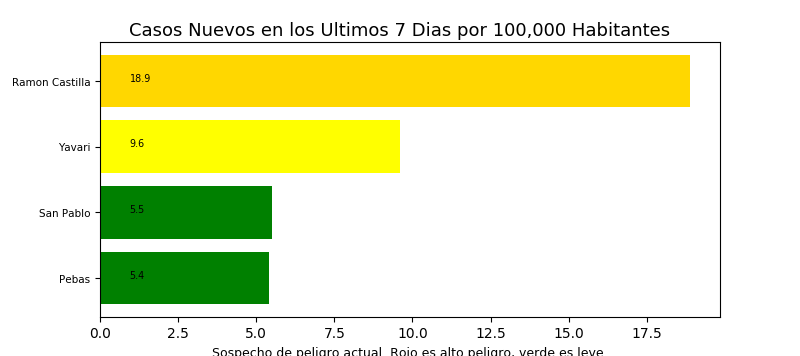 Casos Nuevos en los Ultimos 7 Dias por 100,000 Habitantes
Ramon Castilla 18.9
Yavari 9.6
San Pablo 5.5
Pebas 5.4
0.0 2.5 5.0 7.5 10.0 12.5 15.0 17.5
Sospecho de peligro actual. Rojo es alto peligro, verde es leve